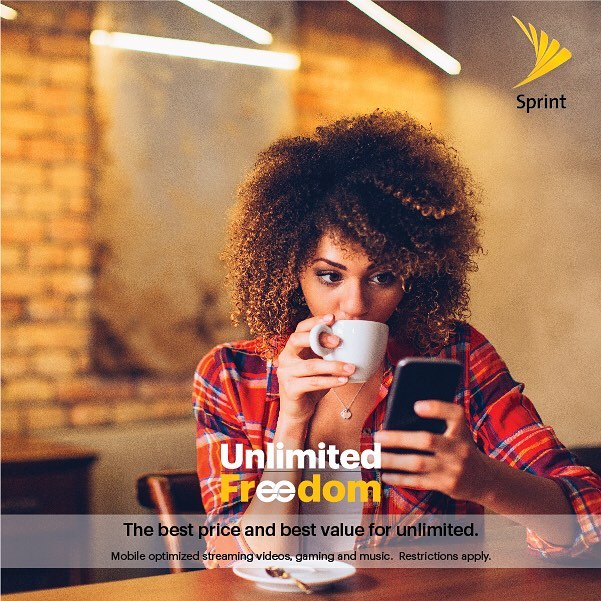 Sprint
Unlimited
Freedom
The best price and best value for unlimited.
Mobile optimized streaming videos, gaming and music. Restrictions apply.